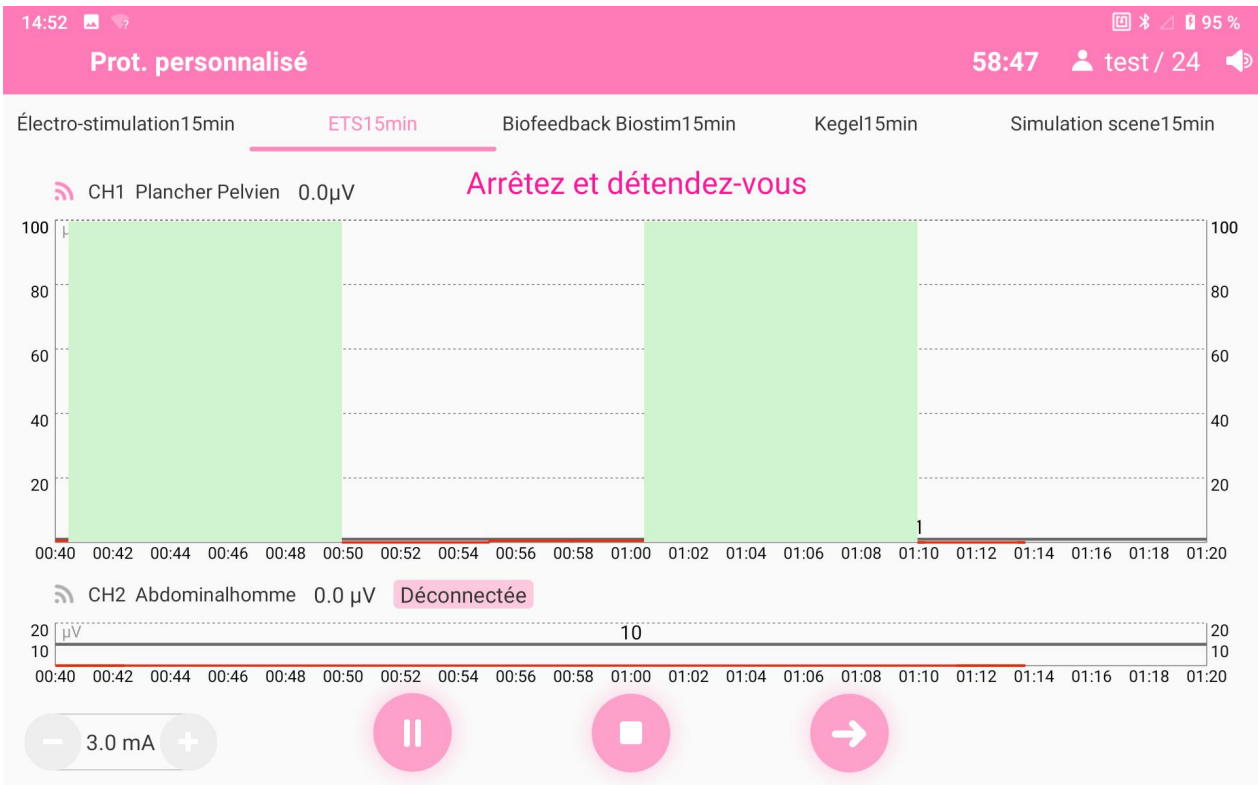 14:52 95 %
Prot. personnalisé 58:47 test / 24
Électro-stimulation15min ETS15min Biofeedback Biostim15min Kegel15min Simulation scene15min
CH1 Plancher Pelvien 0.0µV Arrêtez et détendez-vous
100 100
80 80
60 60
40 40
20 20
1
00:40 00:42 00:44 00:46 00:48 00:50 00:52 00:54 00:56 00:58 01:00 01:02 01:04 01:06 01:08 01:10 01:12 01:14 01:16 01:18 01:20
CH2 Abdominalhomme 0.0 µV Déconnectée
20 µV 10 20
10 10
00:40 00:42 00:44 00:46 00:48 00:50 00:52 00:54 00:56 00:58 01:00 01:02 01:04 01:06 01:08 01:10 01:12 01:14 01:16 01:18 01:20
3.0 mA